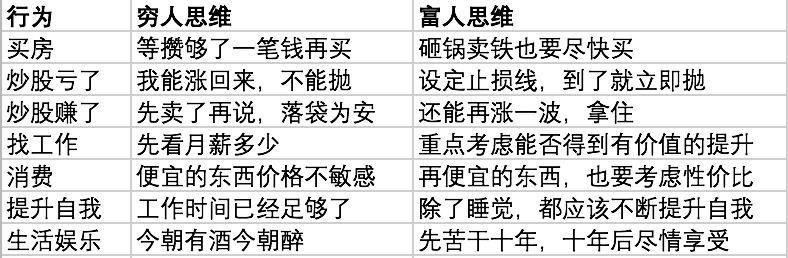 行为 穷人思维 富人思维
买房 等攒够了一笔钱再买 砸锅卖铁也要尽快买
炒股亏了 我能涨回来，不能抛 设定止损线，到了就立即抛
炒股赚了 先卖了再说，落袋为安 还能再涨一波，拿住
找工作 先看月薪多少 重点考虑能否得到有价值的提升
消费 便宜的东西价格不敏感 再便宜的东西，也要考虑性价比
提升自我 工作时间已经足够了 除了睡觉，都应该不断提升自我
生活娱乐 今朝有酒今朝醉 先苦干十年，十年后尽情享受